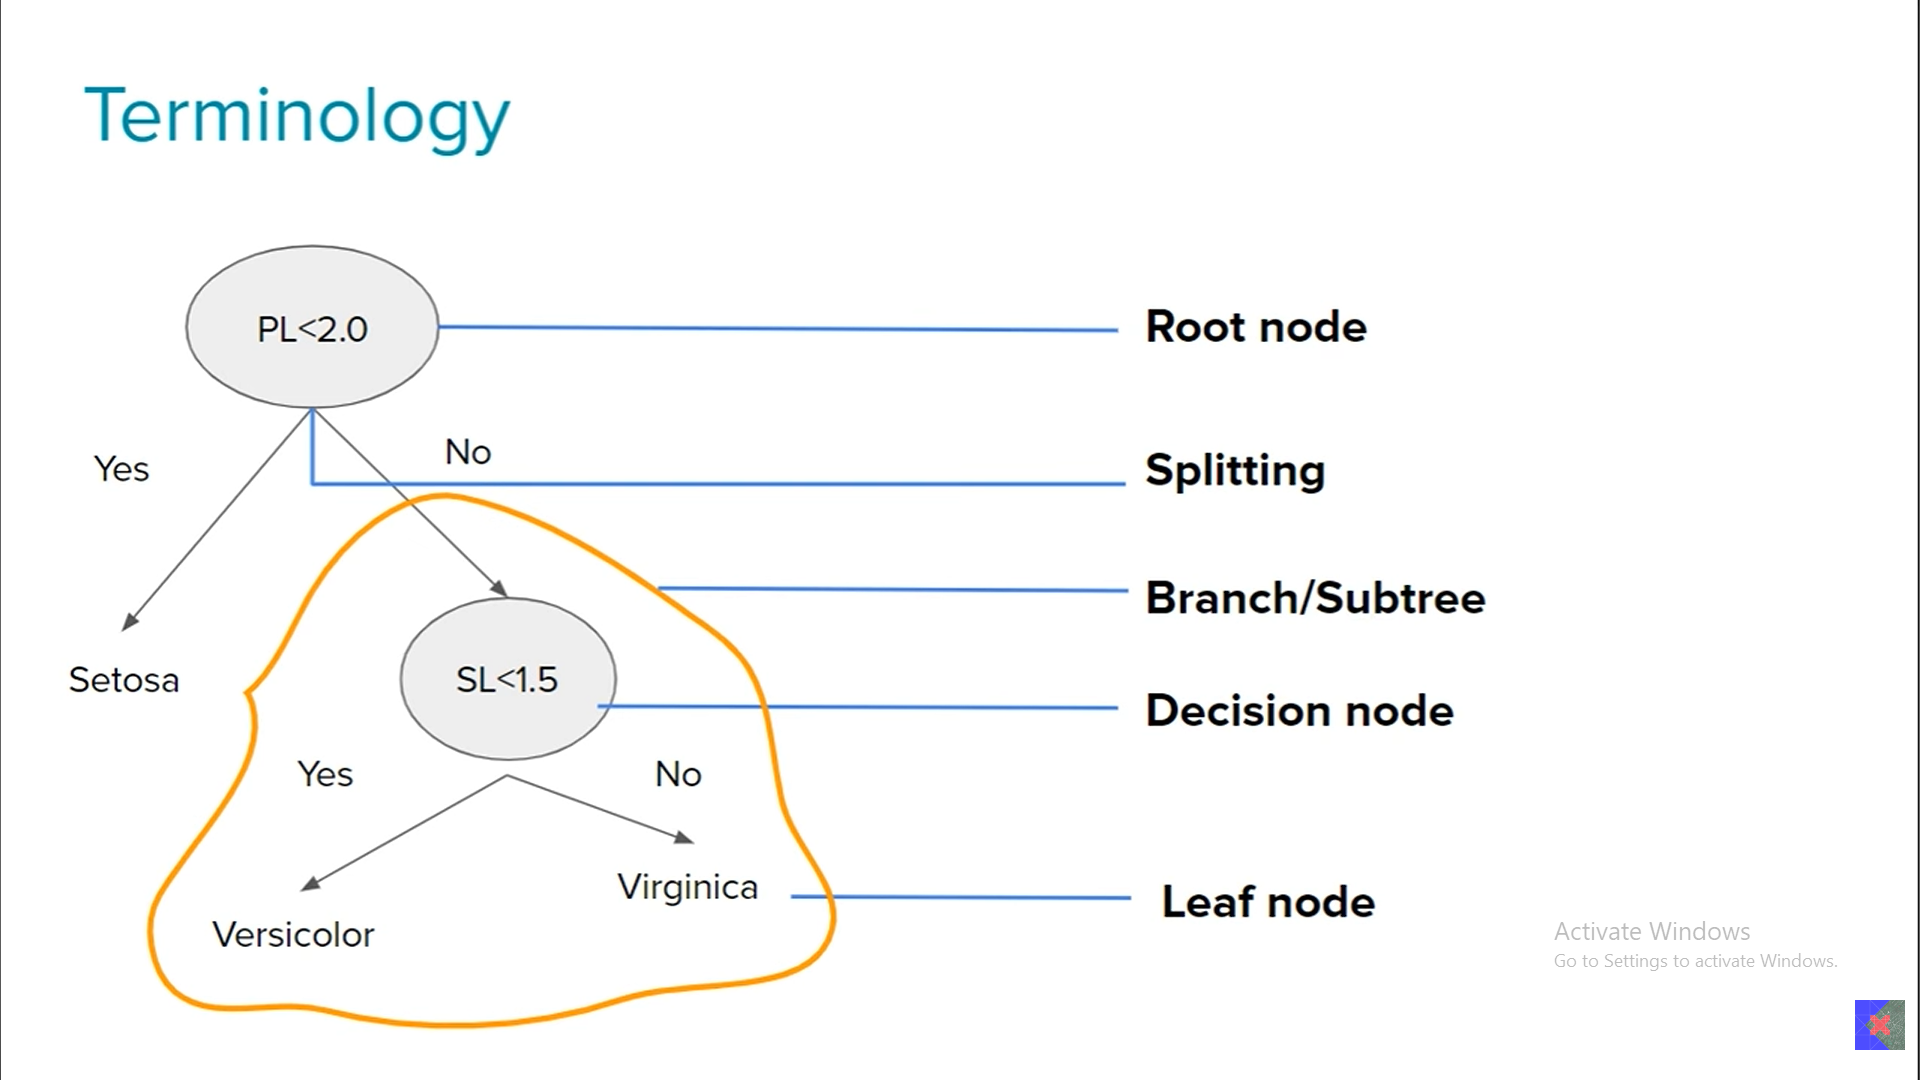 Terminology
PL<2.0
Root node
Yes
No
Splitting
Branch/Subtree
Setosa
SL<1.5
Decision node
Yes
No
Virginica
Leaf node
Versicolor
Activate Windows
Go to Settings to activate Windows.